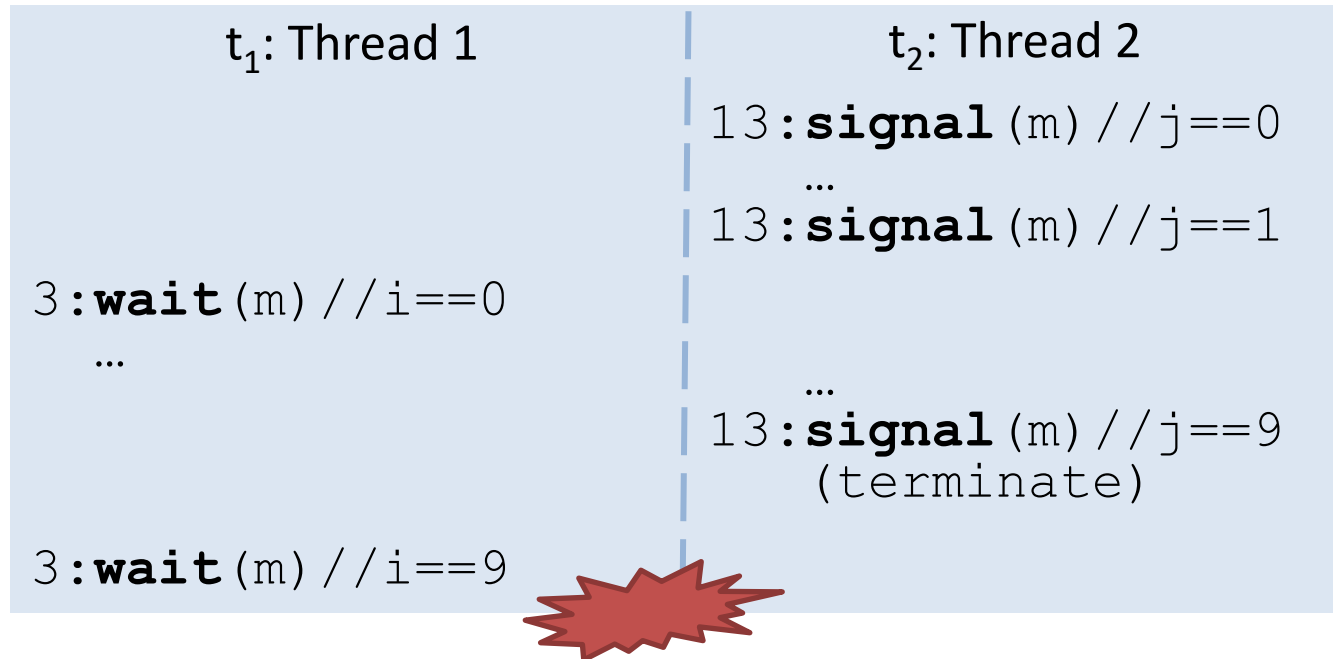 t₁: Thread 1
t₂: Thread 2
13:signal(m)//j==0
…
13:signal(m)//j==1
3:wait(m)//i==0
…
…
13:signal(m)//j==9
(terminate)
3:wait(m)//i==9